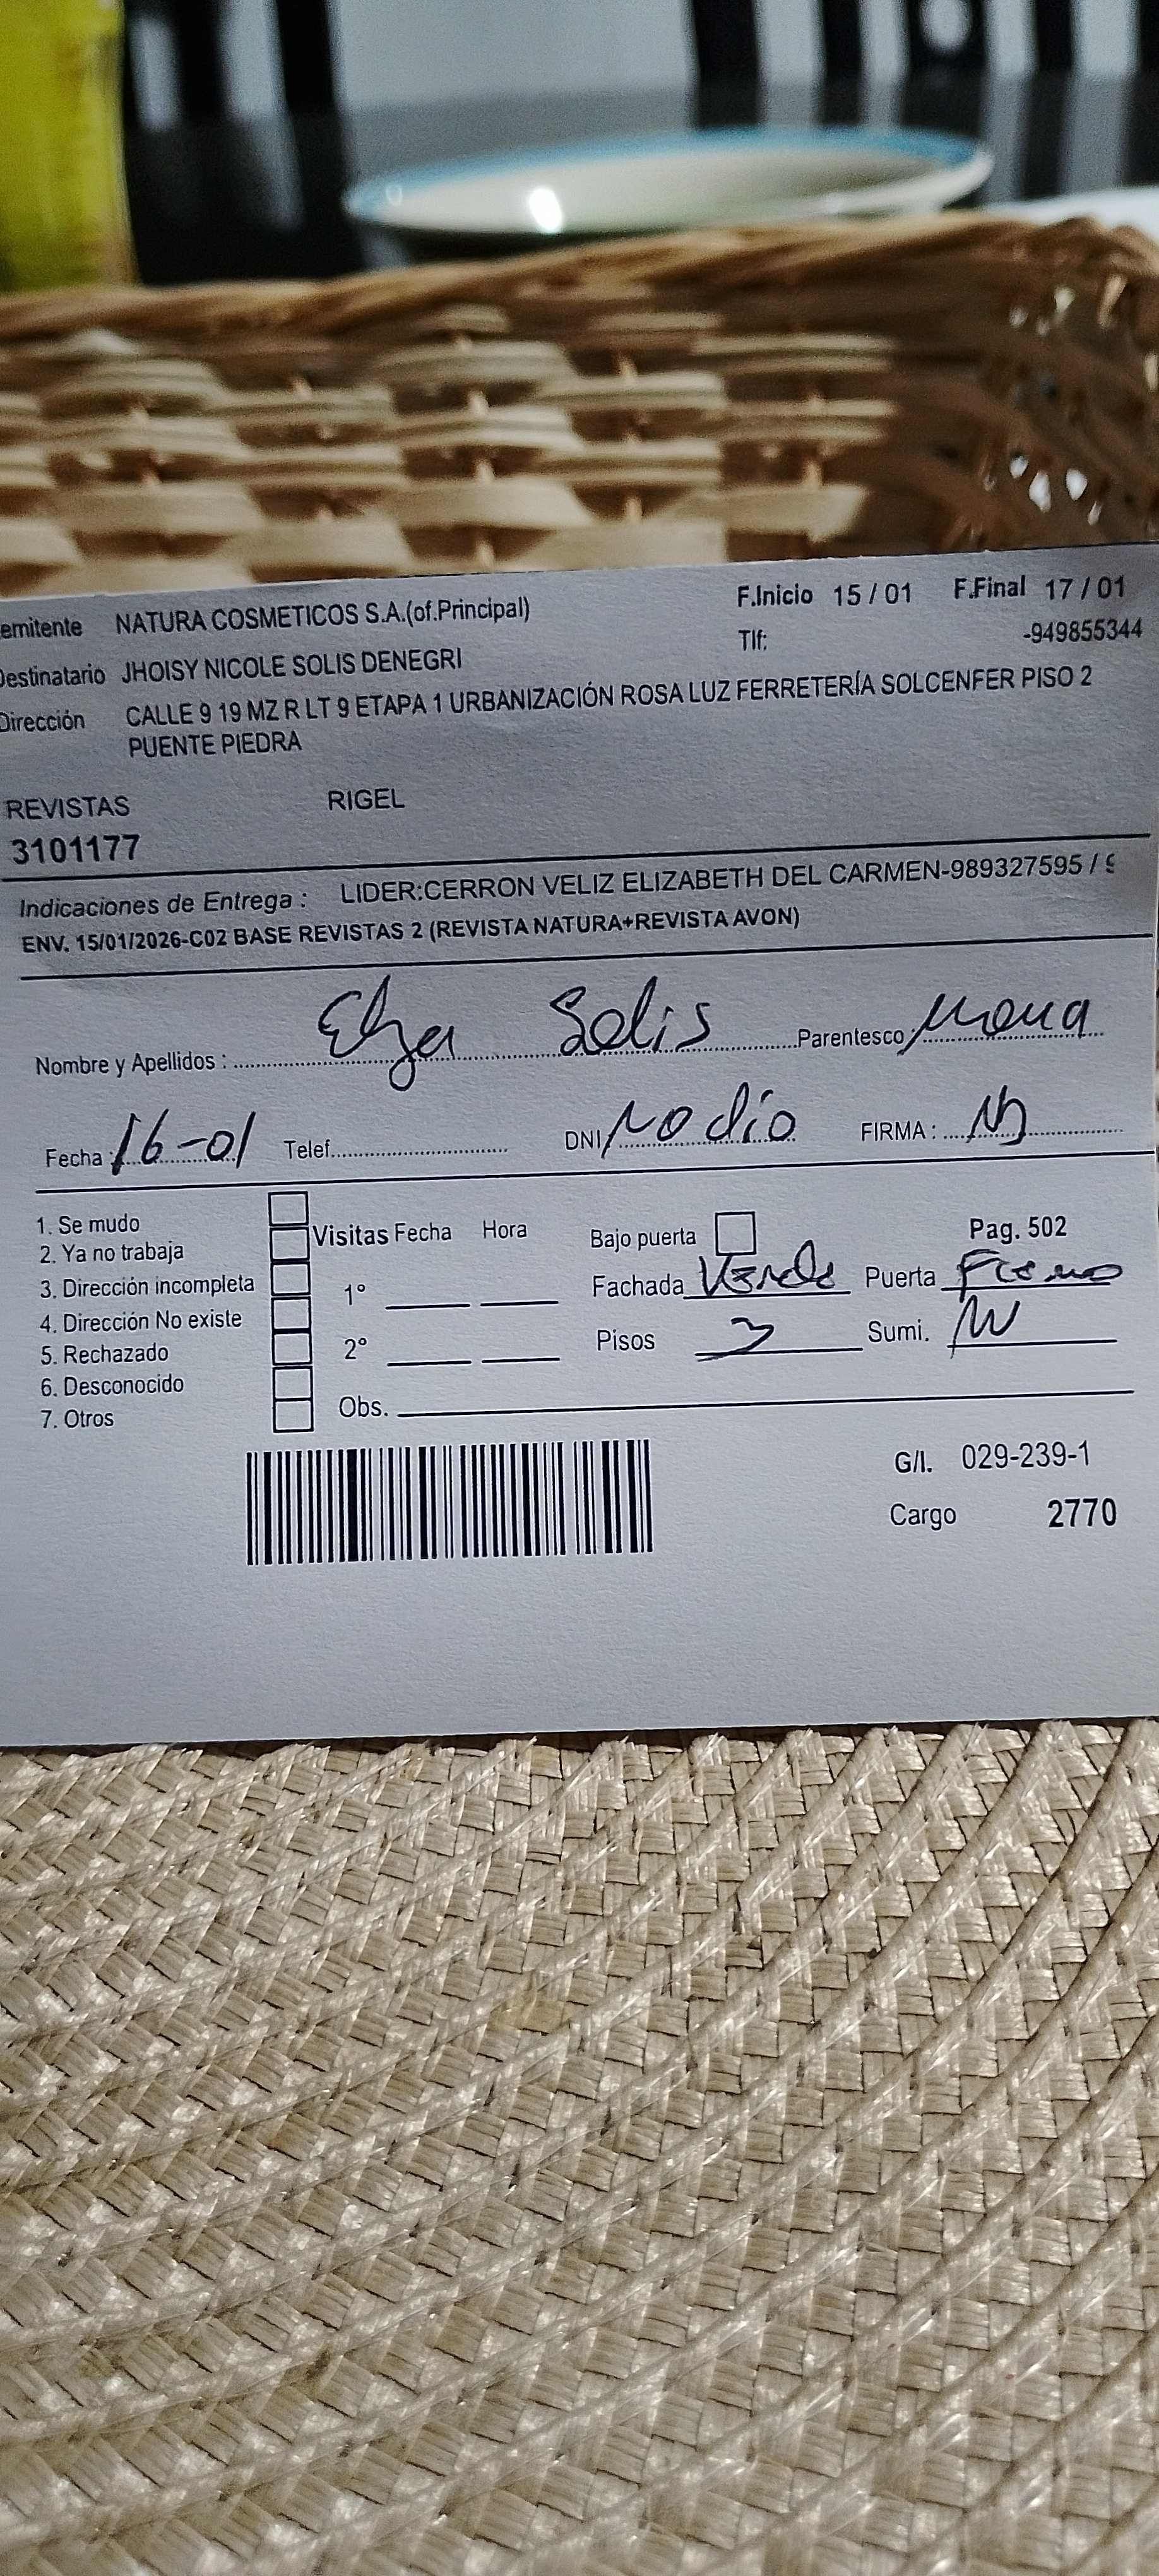 emitente NATURA COSMETICOS S.A.(of.Principal) F.Inicio 15 / 01 F.Final 17 / 01
Destinatario JHOISY NICOLE SOLIS DENEGRI Tlf: -949855344
Dirección CALLE 9 19 MZ R LT 9 ETAPA 1 URBANIZACIÓN ROSA LUZ FERRETERÍA SOLCENFER PISO 2
PUENTE PIEDRA
REVISTAS RIGEL
3101177
Indicaciones de Entrega : LIDER:CERRON VELIZ ELIZABETH DEL CARMEN-989327595 / 9
ENV. 15/01/2026-C02 BASE REVISTAS 2 (REVISTA NATURA+REVISTA AVON)
Nombre y Apellidos : Solis Parentesco:
Fecha : 16-01 Telef. DNI No dio FIRMA :
1. Se mudo
2. Ya no trabaja Visitas Fecha Hora Bajo puerta Pag. 502
3. Dirección incompleta 1° Fachada Verde Puerta Fierro
4. Dirección No existe
5. Rechazado 2° Pisos 3 Sumi.
6. Desconocido
7. Otros Obs.
G/I. 029-239-1
Cargo 2770